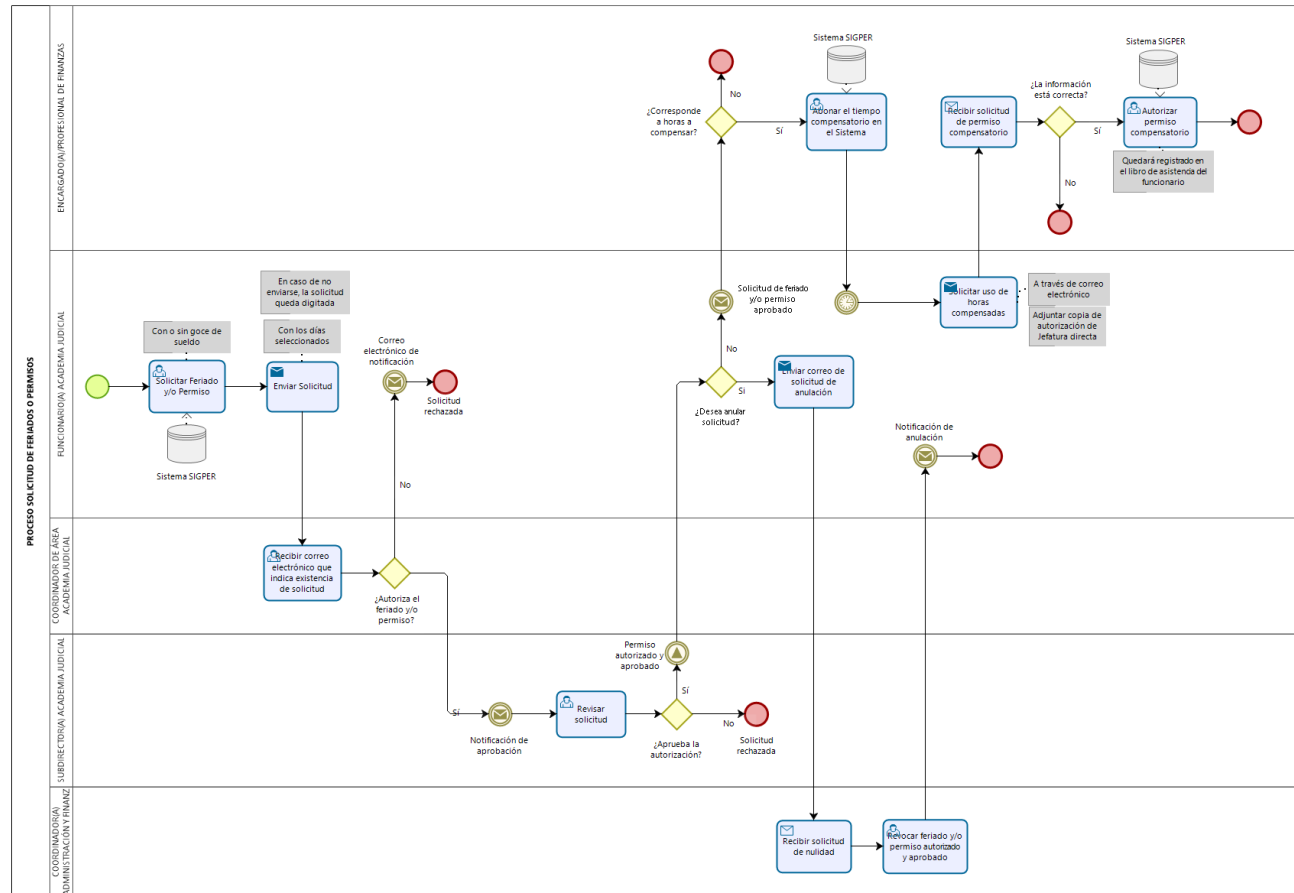 PROCESO SOLICITUD DE FERIADOS O PERMISOS
ENCARGADO(A)/PROFESIONAL DE FINANZAS
¿Corresponde
a horas a
compensar?
No
Sí
Sistema SIGPER
Abonar el tiempo
compensatorio en
el Sistema
Recibir solicitud
de permiso
compensatorio
¿La información
está correcta?
Sí
No
Sistema SIGPER
Autorizar
permiso
compensatorio
Quedará registrado en
el libro de asistenda del
funcionario
FUNCIONARIO(A) ACADEMIA JUDICIAL
Con o sin goce de
sueldo
Solicitar Feriado
y/o Permiso
Sistema SIGPER
En caso de no
enviarse, la solicitud
queda digitada
Con los días
seleccionados
Enviar Solicitud
Correo
electrónico de
notificación
Solicitud
rechazada
No
Solicitud de feriado
y/o permiso
aprobado
No
Si
¿Desea anular
solicitud?
Enviar correo de
solicitud de
anulación
Solicitar uso de
horas
compensadas
A través de correo
electrónico
Adjuntar copia de
autorización de
Jefatura directa
Notificación de
anulación
COORDINADOR DE ÁREA
ACADEMIA JUDICIAL
Recibir correo
electrónico que
indica existencia
de solicitud
¿Autoriza el
feriado y/o
permiso?
SUBDIRECTOR(A) ACADEMIA JUDICIAL
Sí
Notificación de
aprobación
Revisar
solicitud
Permiso
autorizado y
aprobado
Sí
¿Aprueba la
autorización?
No
Solicitud
rechazada
COORDINADOR(A)
ADMINISTRACIÓN Y FINANZ
Recibir solicitud
de nulidad
Revocar feriado y/o
permiso autorizado
y aprobado